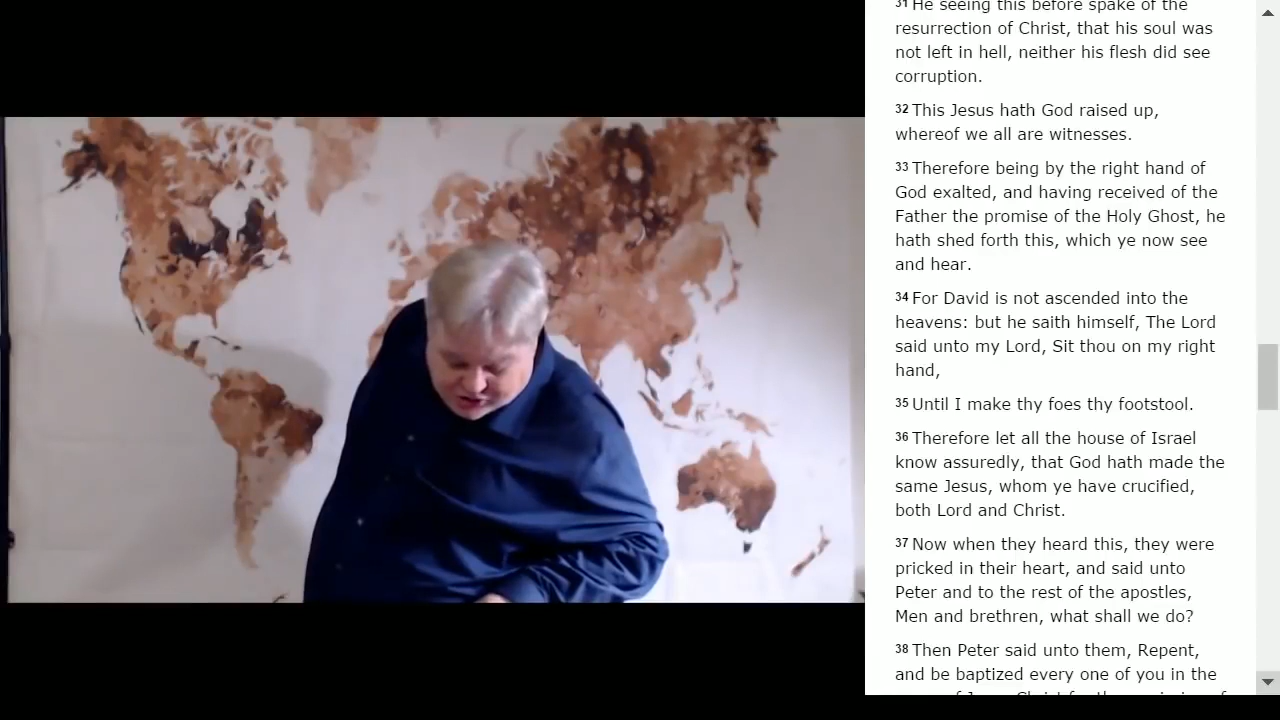 31 He seeing this before spake of the
resurrection of Christ, that his soul was
not left in hell, neither his flesh did see
corruption.
32 This Jesus hath God raised up,
whereof we all are witnesses.
33 Therefore being by the right hand of
God exalted, and having received of the
Father the promise of the Holy Ghost, he
hath shed forth this, which ye now see
and hear.
34 For David is not ascended into the
heavens: but he saith himself, The Lord
said unto my Lord, Sit thou on my right
hand,
35 Until I make thy foes thy footstool.
36 Therefore let all the house of Israel
know assuredly, that God hath made the
same Jesus, whom ye have crucified,
both Lord and Christ.
37 Now when they heard this, they were
pricked in their heart, and said unto
Peter and to the rest of the apostles,
Men and brethren, what shall we do?
38 Then Peter said unto them, Repent,
and be baptized every one of you in the